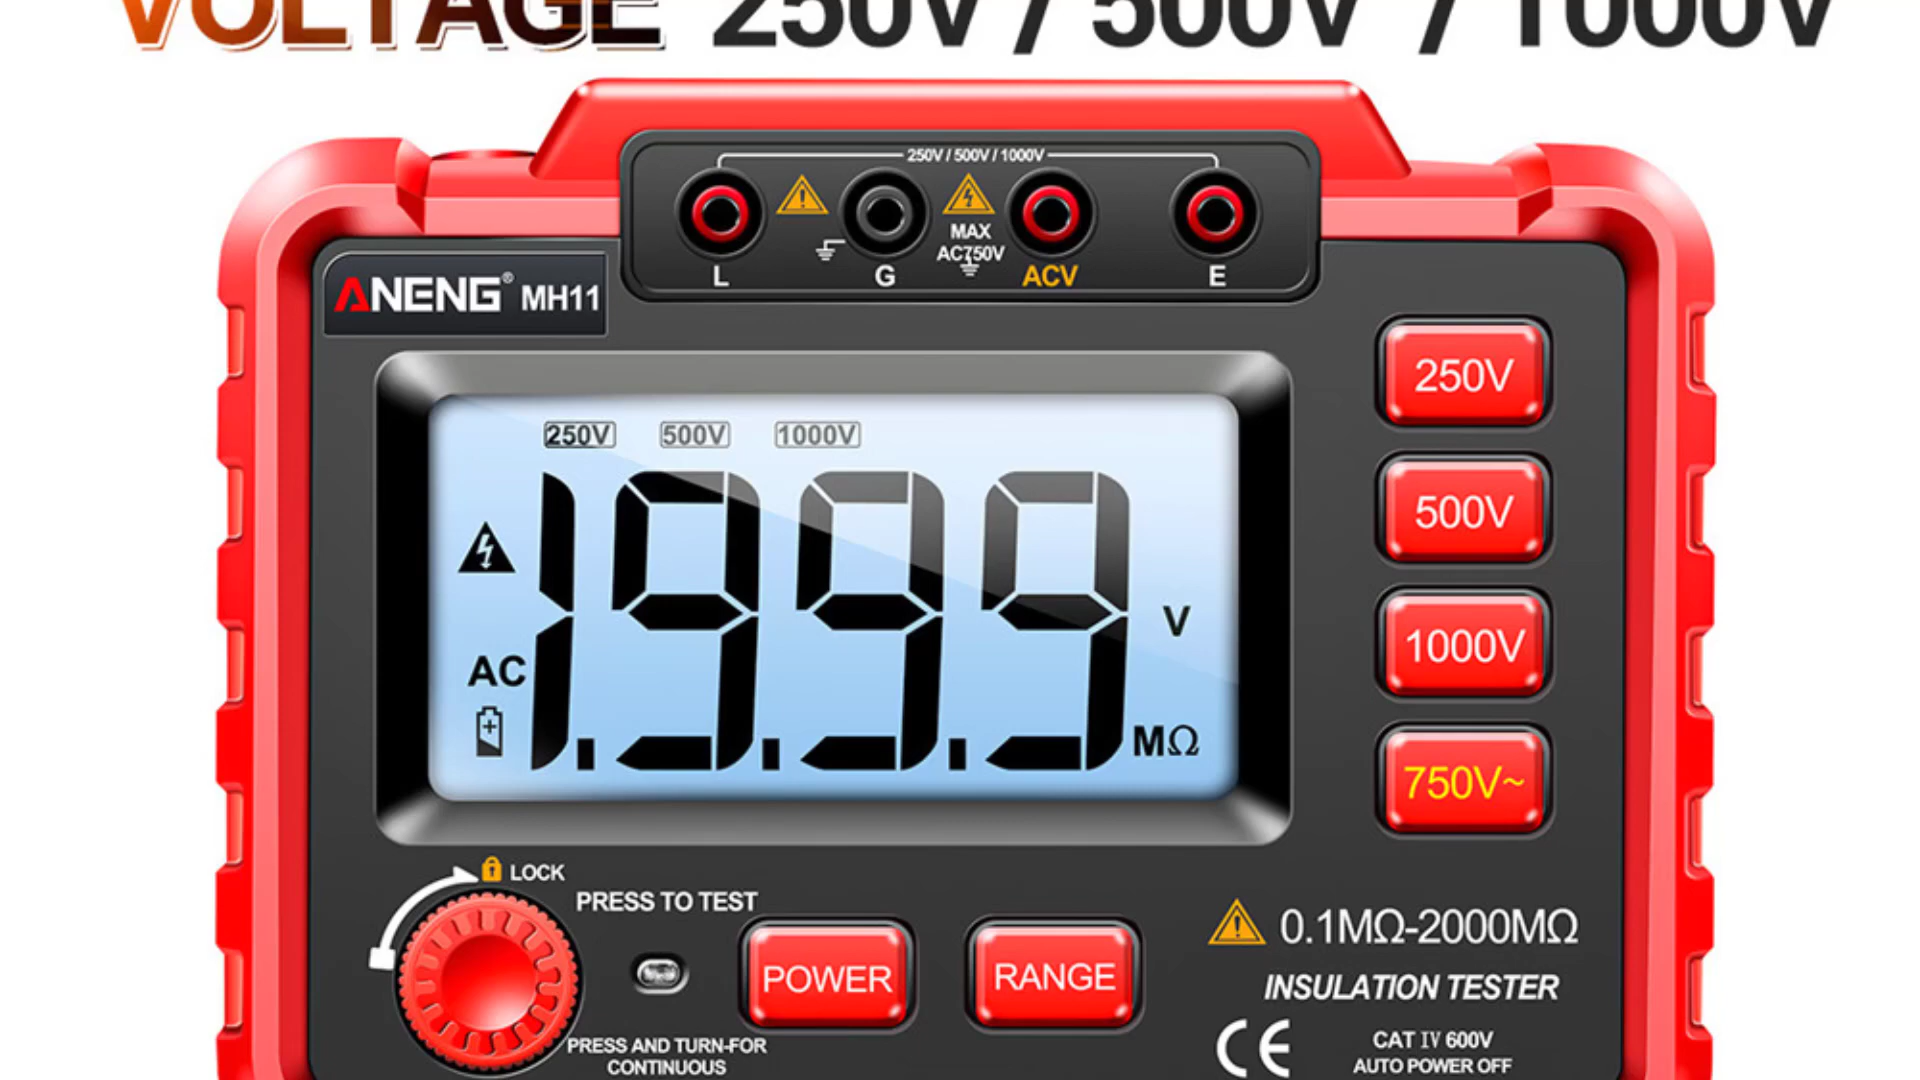 VOLTAGE 250V / 500V / 1000V
250V / 500V / 1000V
MAX
AC750V
L G ACV E
ANENG® MH11
250V
500V
1000V
750V~
250V 500V 1000V
1.9.9.9
V
AC
MΩ
LOCK
PRESS TO TEST
POWER
RANGE
PRESS AND TURN-FOR
CONTINUOUS
0.1MΩ-2000MΩ
INSULATION TESTER
CE
CAT IV 600V
AUTO POWER OFF